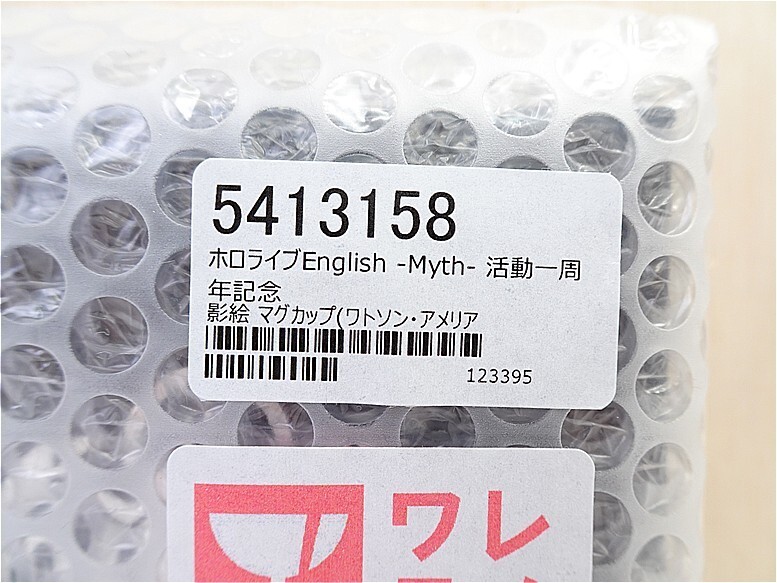 5413158
ホロライブEnglish -Myth- 活動一周
年記念
影絵 マグカップ(ワトソン・アメリア
123395
ワレ